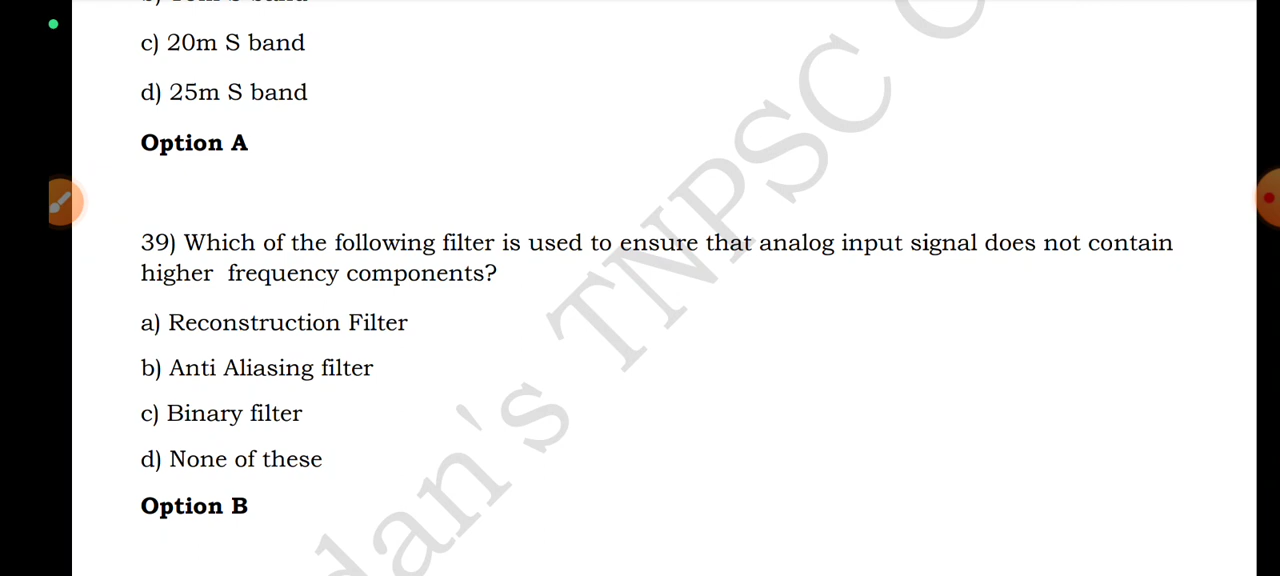 c) 20m S band
d) 25m S band
Option A
39) Which of the following filter is used to ensure that analog input signal does not contain
higher frequency components?
a) Reconstruction Filter
b) Anti Aliasing filter
c) Binary filter
d) None of these
Option B
dan's TNPSC